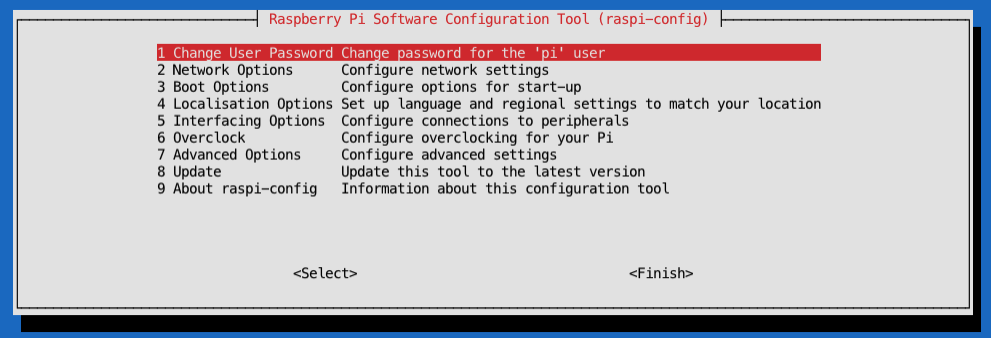 Raspberry Pi Software Configuration Tool (raspi-config)
1 Change User Password Change password for the 'pi' user
2 Network Options Configure network settings
3 Boot Options Configure options for start-up
4 Localisation Options Set up language and regional settings to match your location
5 Interfacing Options Configure connections to peripherals
6 Overclock Configure overclocking for your Pi
7 Advanced Options Configure advanced settings
8 Update Update this tool to the latest version
9 About raspi-config Information about this configuration tool
<Select> <Finish>